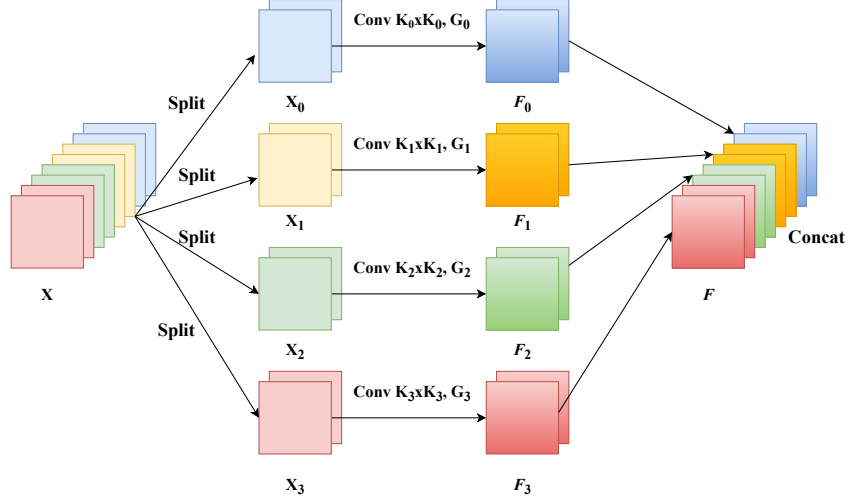 Conv K₀xK₀, G₀
Split
X₀
F₀
Conv K₁xK₁, G₁
Split
X₁
F₁
Split
Concat
Conv K₂xK₂, G₂
X
F
Split
X₂
F₂
Conv K₃xK₃, G₃
X₃
F₃